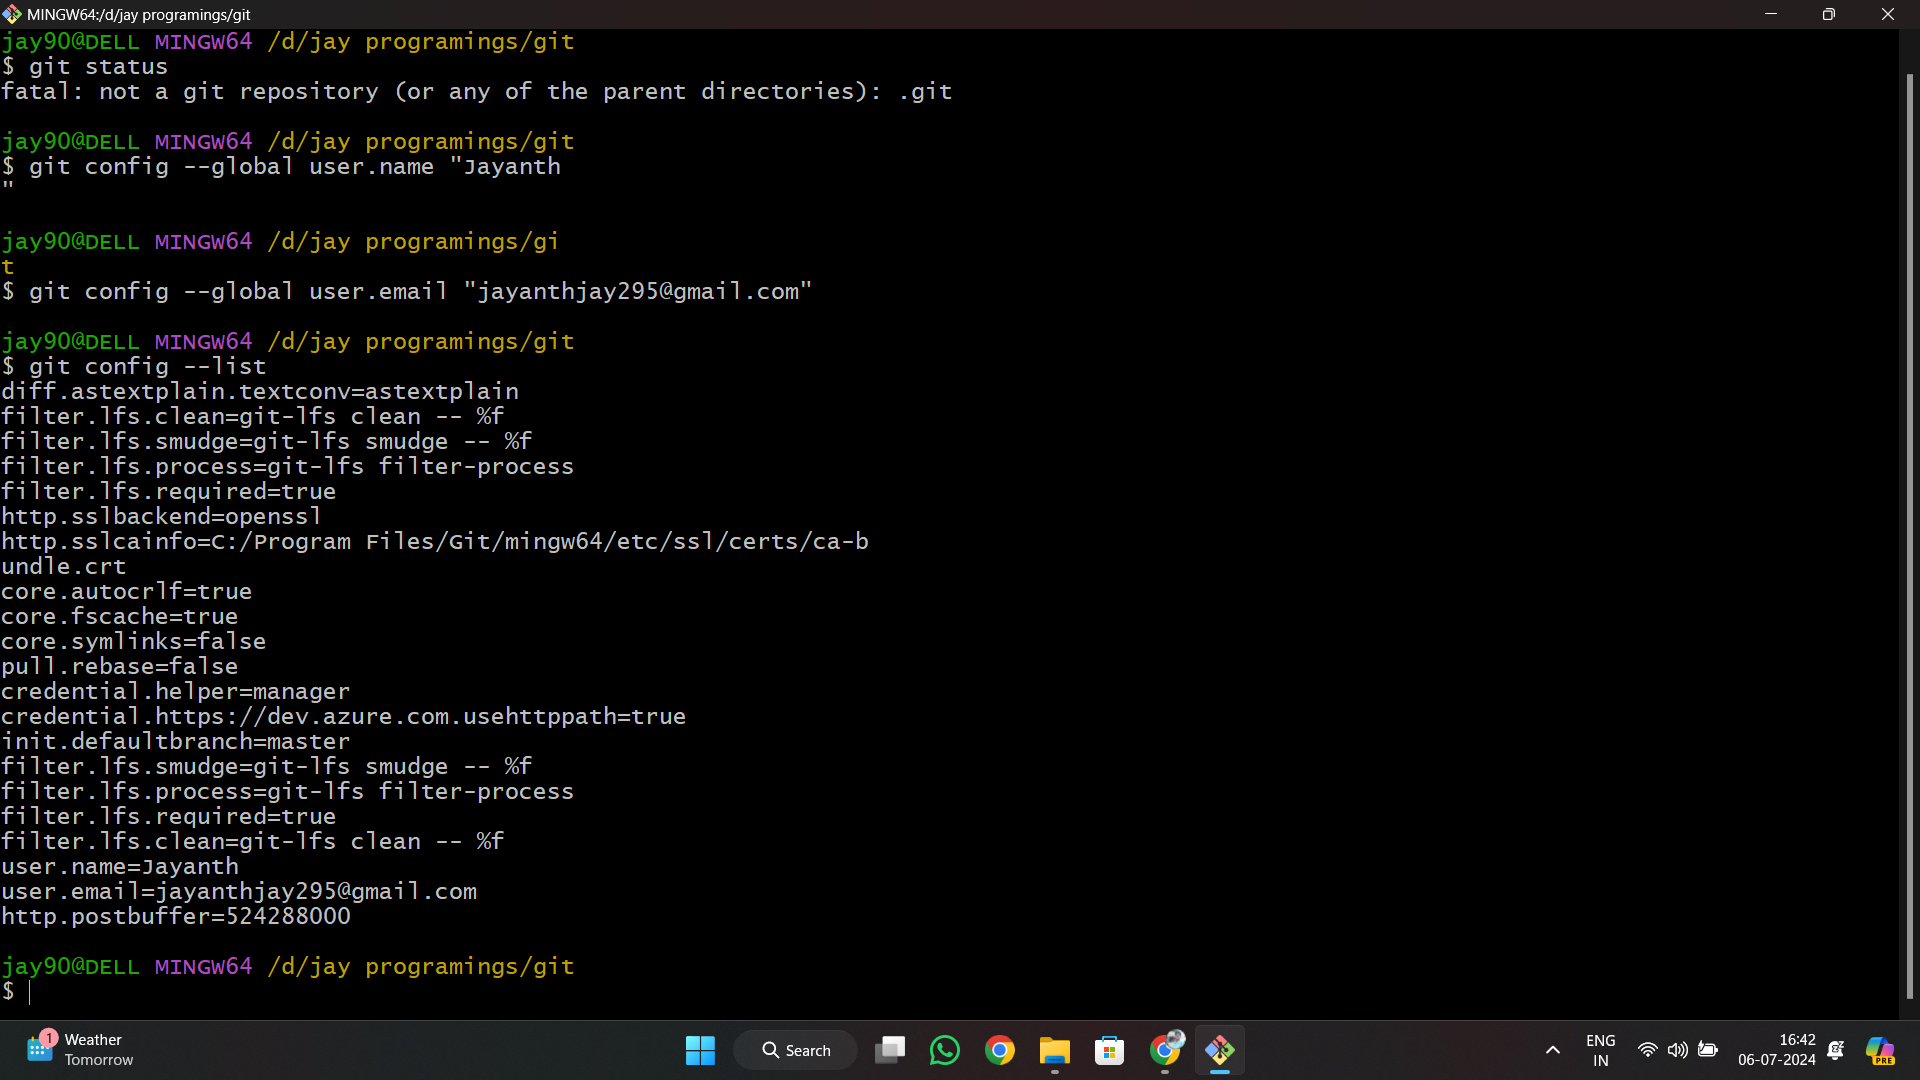 MINGW64:/d/jay programings/git
jay90@DELL MINGW64 /d/jay programings/git
$ git status
fatal: not a git repository (or any of the parent directories): .git
jay90@DELL MINGW64 /d/jay programings/git
$ git config --global user.name "Jayanth
"
jay90@DELL MINGW64 /d/jay programings/gi
t
$ git config --global user.email "jayanthjay295@gmail.com"
jay90@DELL MINGW64 /d/jay programings/git
$ git config --list
diff.astextplain.textconv=astextplain
filter.lfs.clean=git-lfs clean -- %f
filter.lfs.smudge=git-lfs smudge -- %f
filter.lfs.process=git-lfs filter-process
filter.lfs.required=true
http.sslbackend=openssl
http.sslcainfo=C:/Program Files/Git/mingw64/etc/ssl/certs/ca-b
undle.crt
core.autocrlf=true
core.fscache=true
core.symlinks=false
pull.rebase=false
credential.helper=manager
credential.https://dev.azure.com.usehttppath=true
init.defaultbranch=master
filter.lfs.smudge=git-lfs smudge -- %f
filter.lfs.process=git-lfs filter-process
filter.lfs.required=true
filter.lfs.clean=git-lfs clean -- %f
user.name=Jayanth
user.email=jayanthjay295@gmail.com
http.postbuffer=524288000
jay90@DELL MINGW64 /d/jay programings/git
$
1
Weather
Tomorrow
Search
ENG
IN
16:42
06-07-2024
PRE